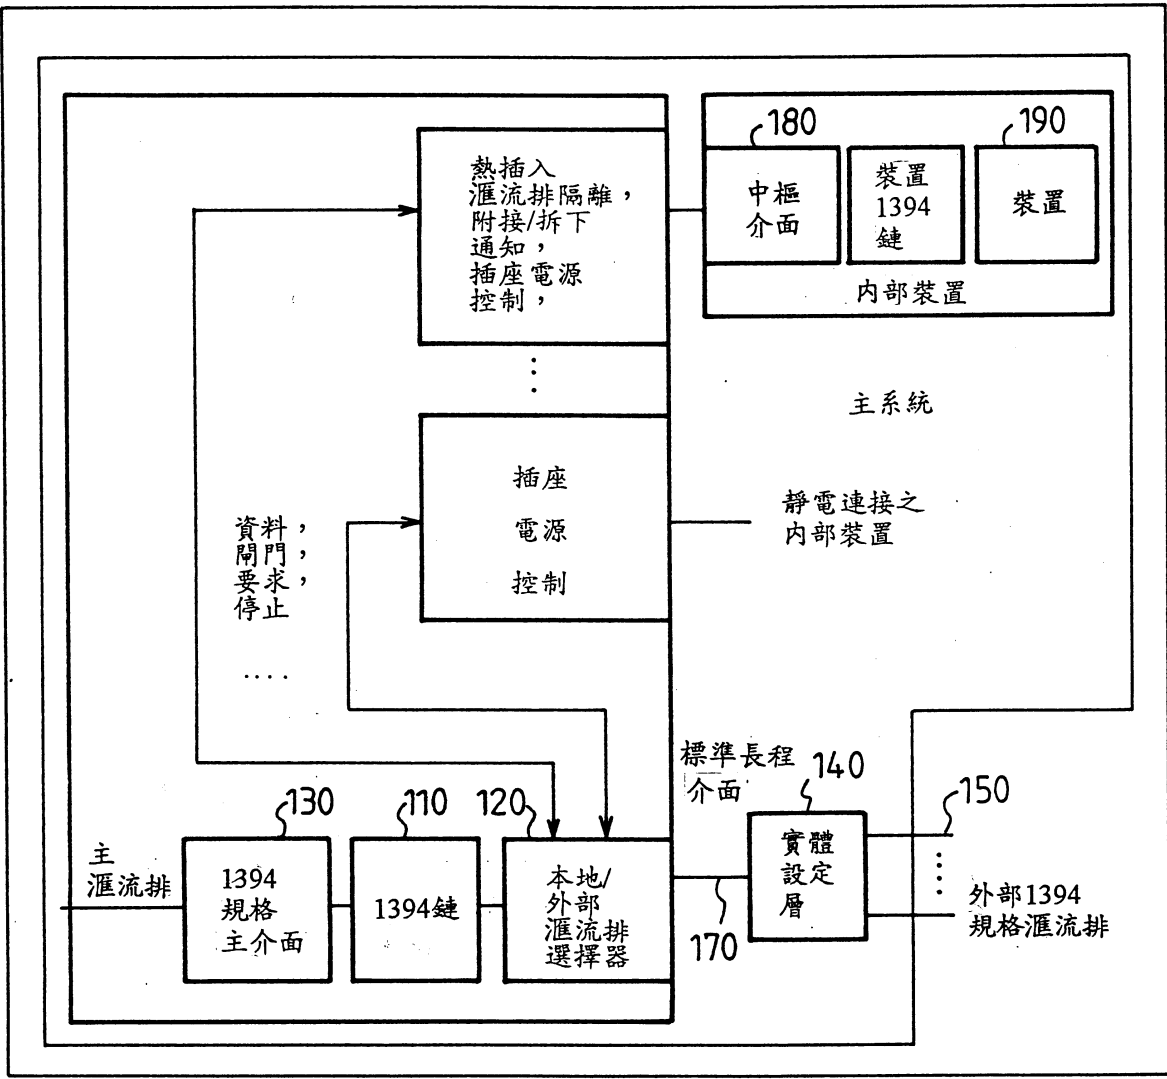 180
190
熱插入
滙流排隔離，
附接/拆下
通知，
插座電源
控制，
中樞
介面
裝置
1394
鏈
裝置
內部裝置
主系統
插座
電源
控制
靜電連接之
內部裝置
資料，
閘門，
要求，
停止
....
標準長程
介面
140
150
130
110
120
主
滙流排
1394
規格
主介面
1394鏈
本地/
外部
滙流排
選擇器
170
實體
設定
層
外部1394
規格滙流排